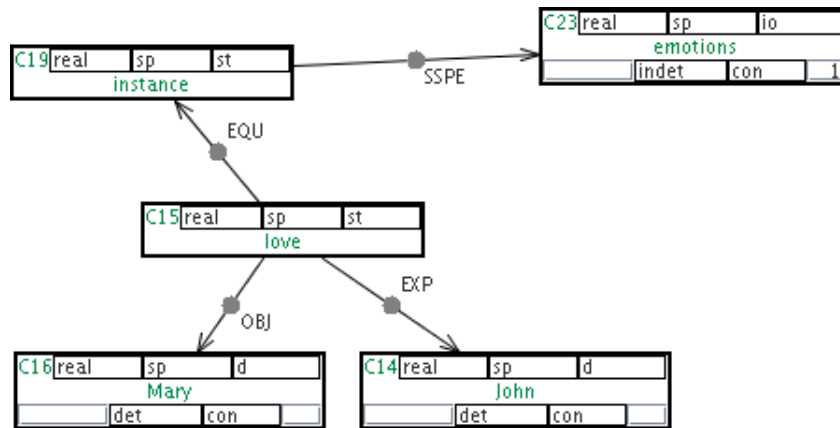 C23 real sp io
emotions
indet con 1
C19 real sp st
instance
SSPE
EQU
C15 real sp st
love
EXP
OBJ
C16 real sp d
Mary
det con
C14 real sp d
John
det con